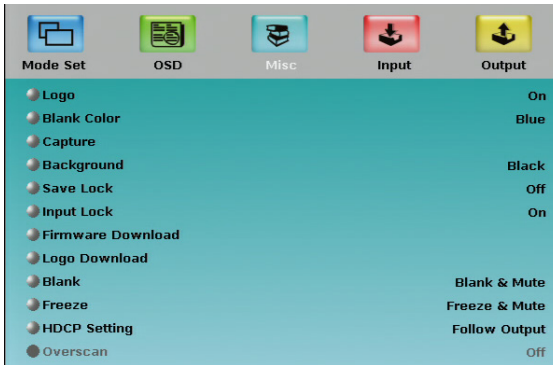 Mode Set OSD Misc Input Output
Logo On
Blank Color Blue
Capture
Background Black
Save Lock Off
Input Lock On
Firmware Download
Logo Download
Blank Blank & Mute
Freeze Freeze & Mute
HDCP Setting Follow Output
Overscan Off